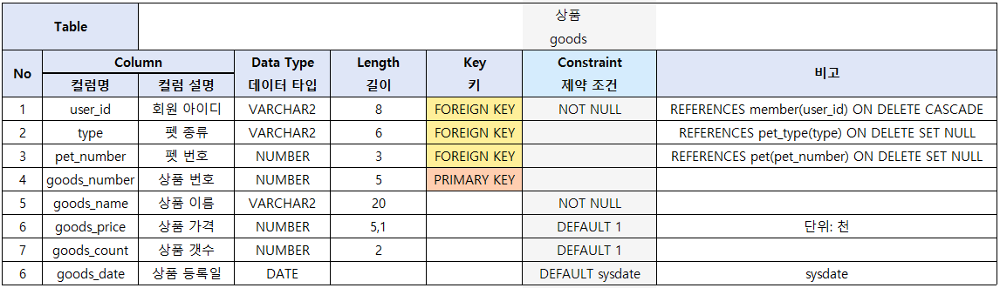 Table 상품
goods
No Column Data Type Length Key Constraint 비고
컬럼명 컬럼 설명 데이터 타입 길이 키 제약 조건
1 user_id 회원 아이디 VARCHAR2 8 FOREIGN KEY NOT NULL REFERENCES member(user_id) ON DELETE CASCADE
2 type 펫 종류 VARCHAR2 6 FOREIGN KEY REFERENCES pet_type(type) ON DELETE SET NULL
3 pet_number 펫 번호 NUMBER 3 FOREIGN KEY REFERENCES pet(pet_number) ON DELETE SET NULL
4 goods_number 상품 번호 NUMBER 5 PRIMARY KEY
5 goods_name 상품 이름 VARCHAR2 20 NOT NULL
6 goods_price 상품 가격 NUMBER 5,1 DEFAULT 1 단위: 천
7 goods_count 상품 갯수 NUMBER 2 DEFAULT 1
6 goods_date 상품 등록일 DATE DEFAULT sysdate sysdate